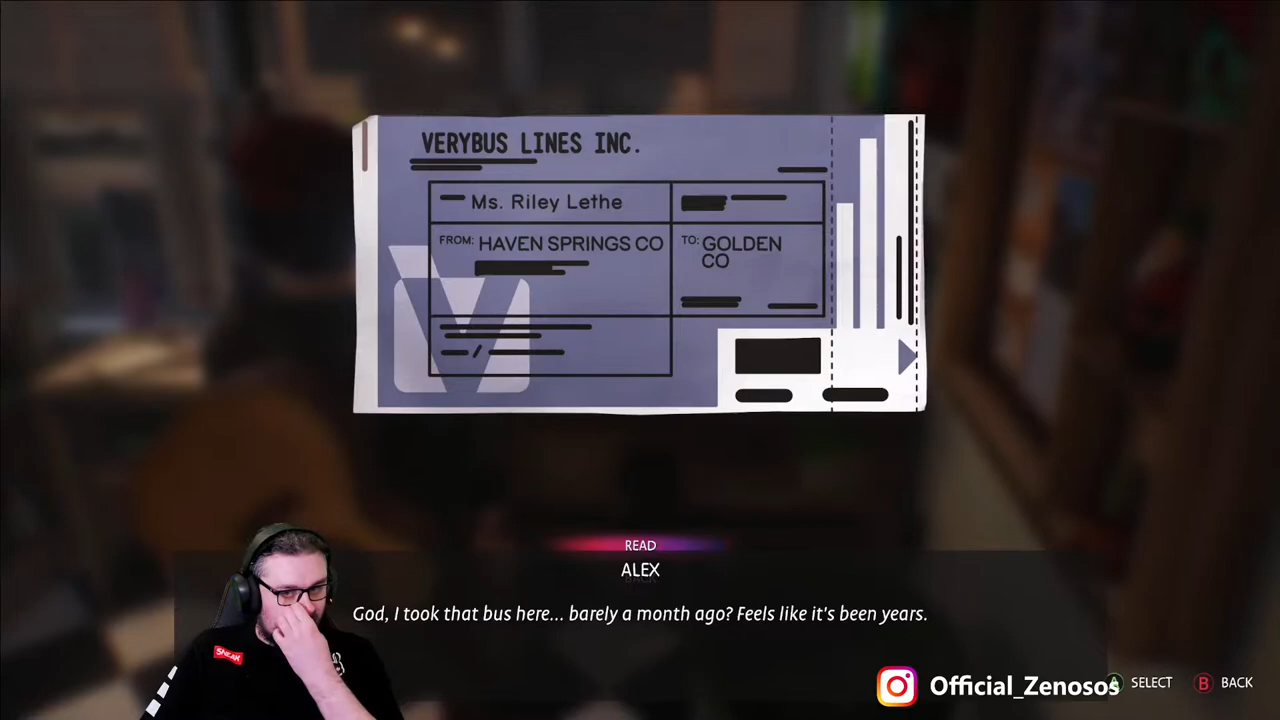 VERYBUS LINES INC.
Ms. Riley Lethe
FROM: HAVEN SPRINGS CO
TO: GOLDEN
CO
READ
ALEX
God, I took that bus here... barely a month ago? Feels like it's been years.
SNEAK
Official_Zenosos
A SELECT
B BACK